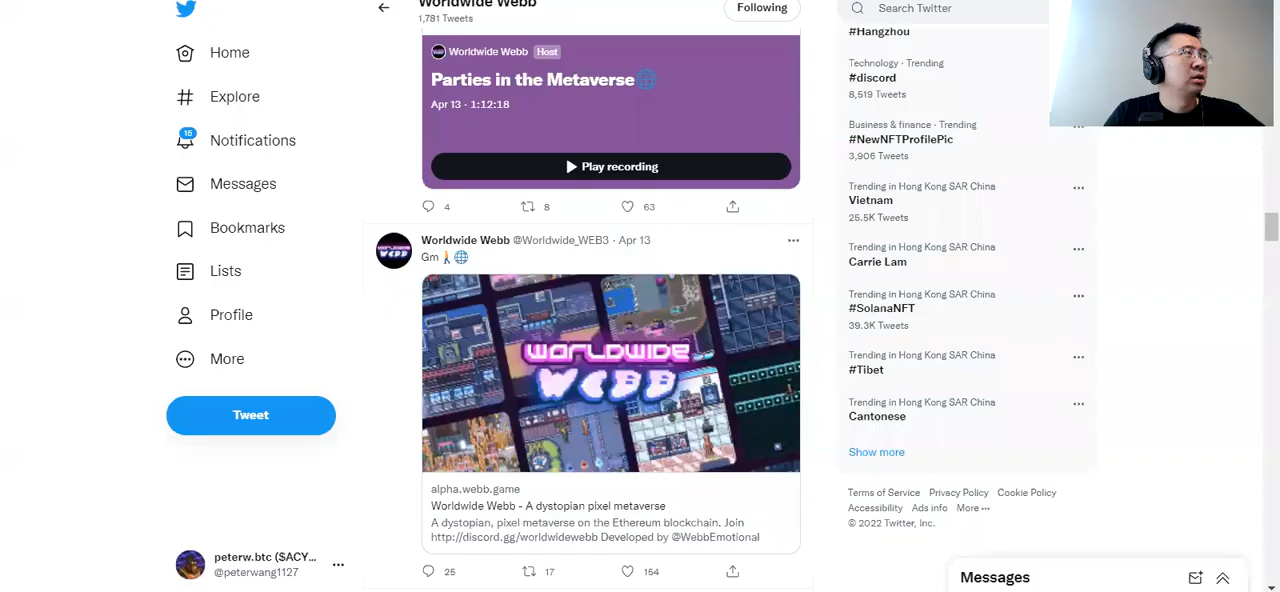 Home
Explore
15
Notifications
Messages
Bookmarks
Lists
Profile
More
Tweet
peterw.btc ($ACY...
@peterwang1127
Worldwide Webb
1,781 Tweets
Following
Worldwide Webb Host
Parties in the Metaverse🌐
Apr 13 · 1:12:18
Play recording
4 8 63
Worldwide Webb @Worldwide_WEB3 · Apr 13
Gm 🚶🌐
WORLDWIDE
WEBB
alpha.webb.game
Worldwide Webb - A dystopian pixel metaverse
A dystopian, pixel metaverse on the Ethereum blockchain. Join
http://discord.gg/worldwidewebb Developed by @WebbEmotional
25 17 154
Search Twitter
#Hangzhou
Technology · Trending
#discord
8,519 Tweets
Business & finance · Trending
#NewNFTProfilePic
3,906 Tweets
Trending in Hong Kong SAR China
Vietnam
25.5K Tweets
Trending in Hong Kong SAR China
Carrie Lam
Trending in Hong Kong SAR China
#SolanaNFT
39.3K Tweets
Trending in Hong Kong SAR China
#Tibet
Trending in Hong Kong SAR China
Cantonese
Show more
Terms of Service Privacy Policy Cookie Policy
Accessibility Ads info More ···
© 2022 Twitter, Inc.
Messages